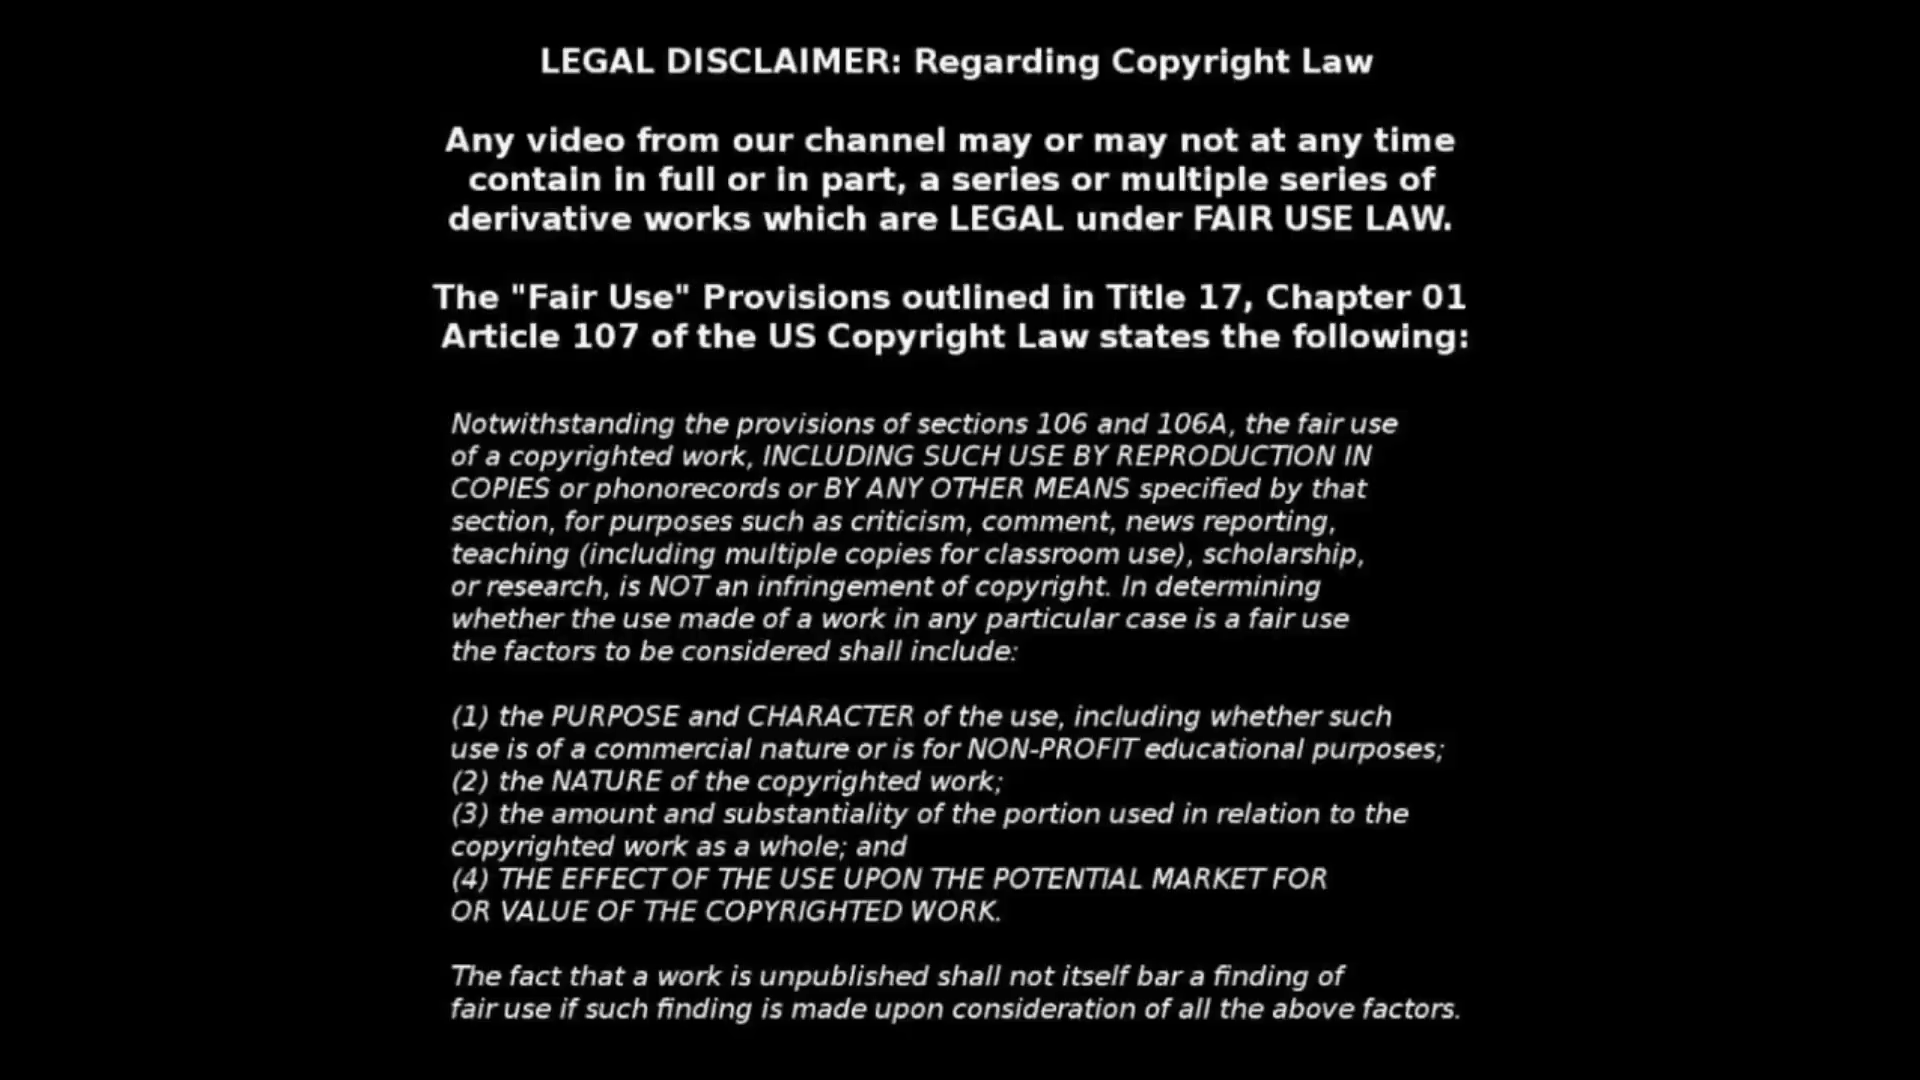 LEGAL DISCLAIMER: Regarding Copyright Law
Any video from our channel may or may not at any time
contain in full or in part, a series or multiple series of
derivative works which are LEGAL under FAIR USE LAW.
The "Fair Use" Provisions outlined in Title 17, Chapter 01
Article 107 of the US Copyright Law states the following:
Notwithstanding the provisions of sections 106 and 106A, the fair use
of a copyrighted work, INCLUDING SUCH USE BY REPRODUCTION IN
COPIES or phonorecords or BY ANY OTHER MEANS specified by that
section, for purposes such as criticism, comment, news reporting,
teaching (including multiple copies for classroom use), scholarship,
or research, is NOT an infringement of copyright. In determining
whether the use made of a work in any particular case is a fair use
the factors to be considered shall include:
(1) the PURPOSE and CHARACTER of the use, including whether such
use is of a commercial nature or is for NON-PROFIT educational purposes;
(2) the NATURE of the copyrighted work;
(3) the amount and substantiality of the portion used in relation to the
copyrighted work as a whole; and
(4) THE EFFECT OF THE USE UPON THE POTENTIAL MARKET FOR
OR VALUE OF THE COPYRIGHTED WORK.
The fact that a work is unpublished shall not itself bar a finding of
fair use if such finding is made upon consideration of all the above factors.